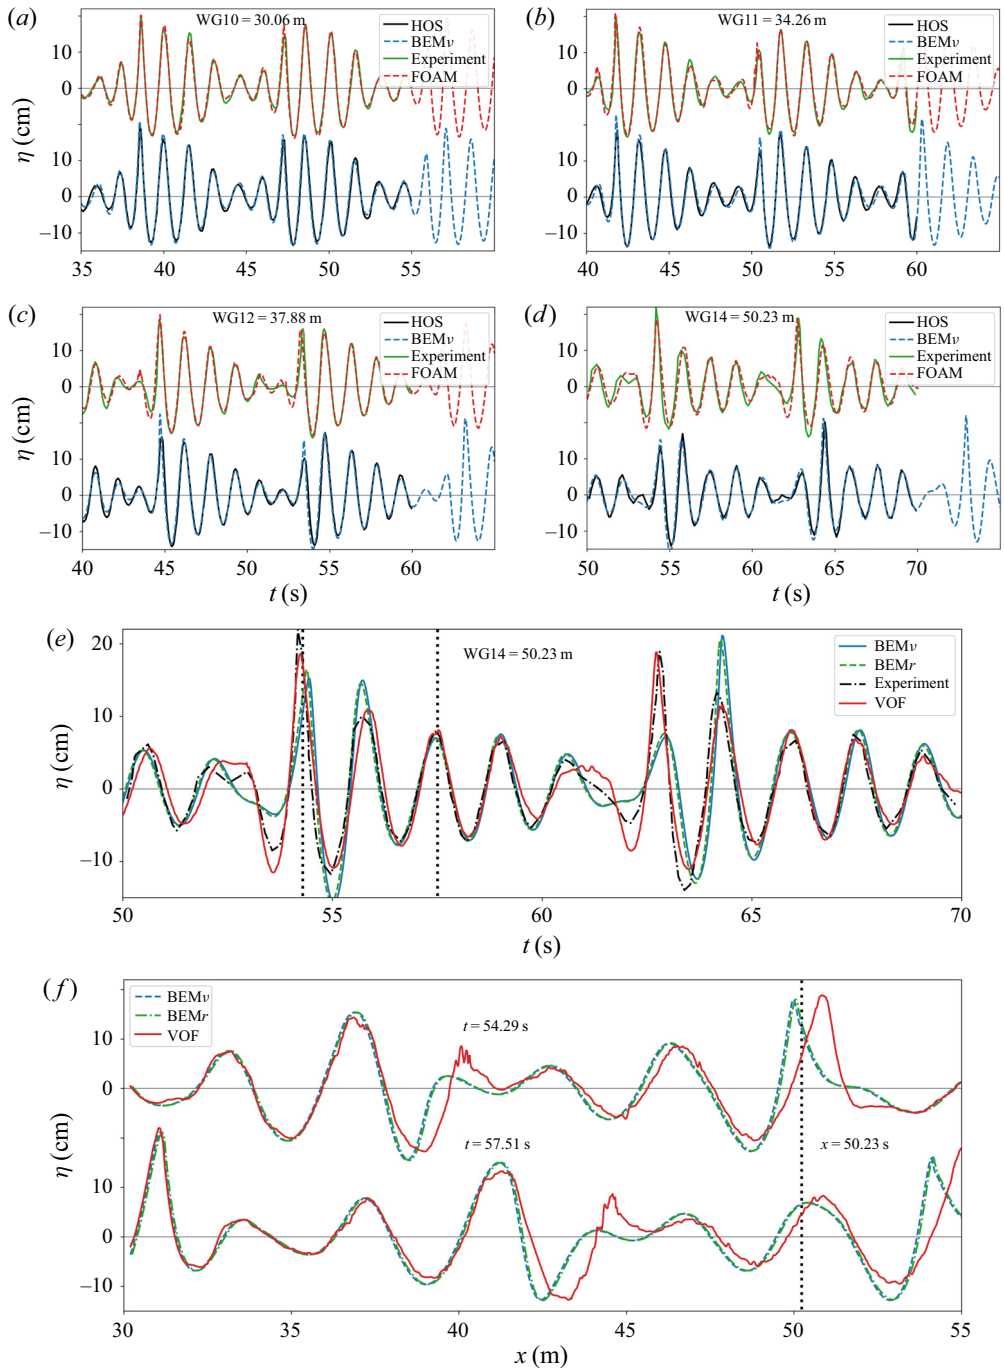 (a)
WG10 = 30.06 m
HOS
BEMν
Experiment
FOAM
η (cm)
10
0
10
0
−10
35
40
45
50
55
(b)
WG11 = 34.26 m
HOS
BEMν
Experiment
FOAM
10
0
10
0
−10
40
45
50
55
60
(c)
WG12 = 37.88 m
HOS
BEMν
Experiment
FOAM
η (cm)
10
0
10
0
−10
40
45
50
55
60
t (s)
(d)
WG14 = 50.23 m
HOS
BEMν
Experiment
FOAM
10
0
10
0
−10
50
55
60
65
70
t (s)
(e)
WG14 = 50.23 m
BEMν
BEMr
Experiment
VOF
η (cm)
20
10
0
−10
50
55
60
65
70
t (s)
(f)
BEMν
BEMr
VOF
t = 54.29 s
t = 57.51 s
x = 50.23 s
η (cm)
10
0
10
0
−10
30
35
40
45
50
55
x (m)